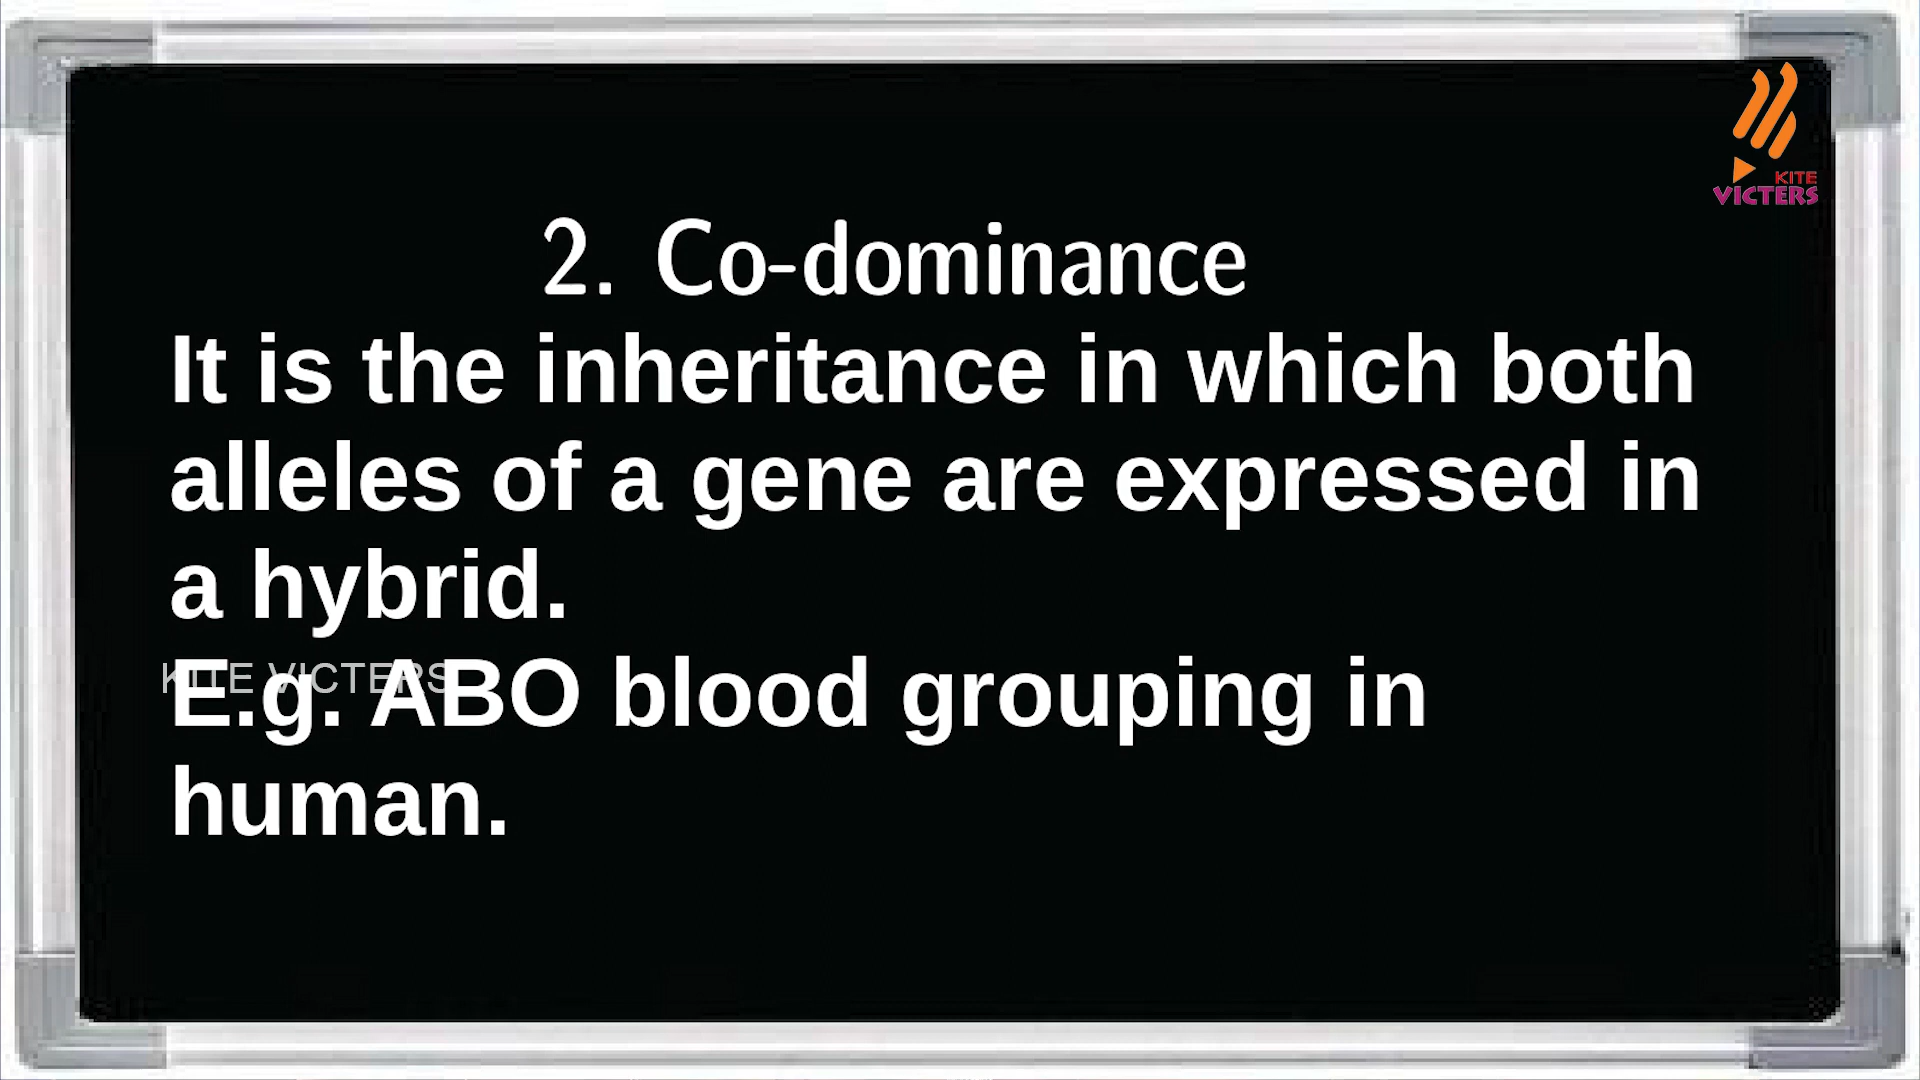 KITE
VICTERS
2. Co-dominance
It is the inheritance in which both
alleles of a gene are expressed in
a hybrid.
KITE VICTERS
E.g. ABO blood grouping in
human.